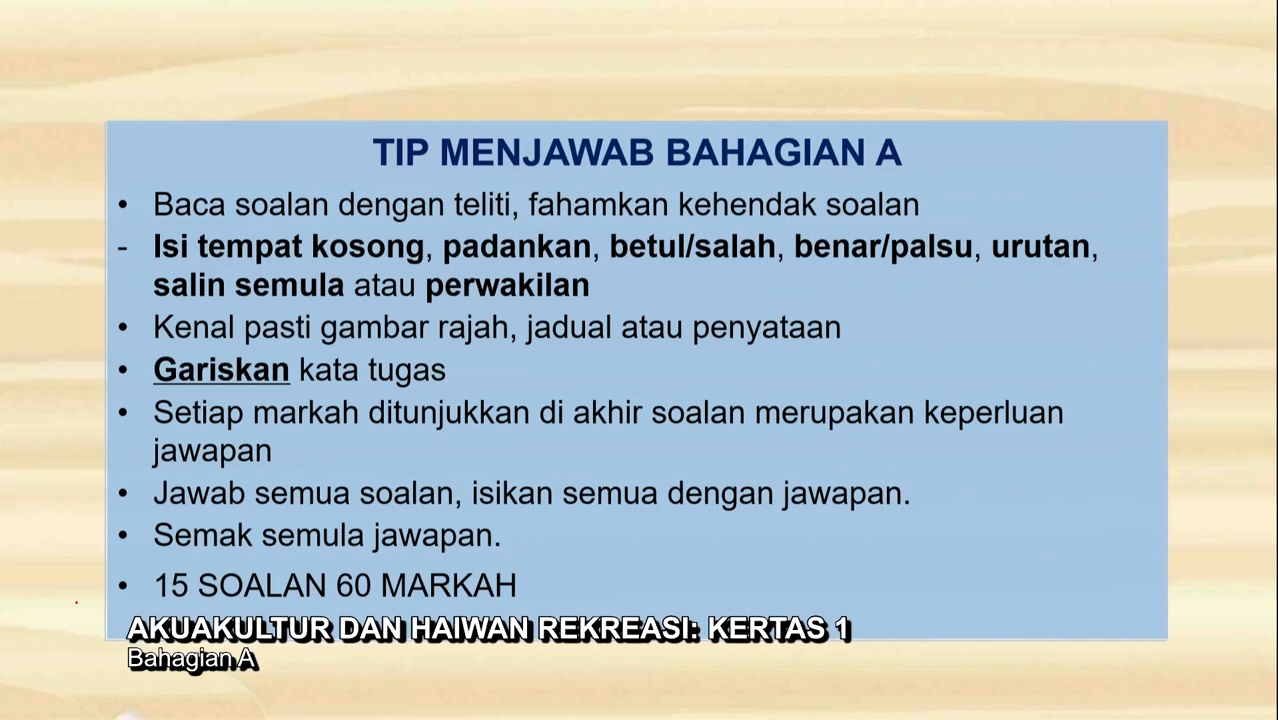 TIP MENJAWAB BAHAGIAN A
• Baca soalan dengan teliti, fahamkan kehendak soalan
- Isi tempat kosong, padankan, betul/salah, benar/palsu, urutan,
salin semula atau perwakilan
• Kenal pasti gambar rajah, jadual atau penyataan
• Gariskan kata tugas
• Setiap markah ditunjukkan di akhir soalan merupakan keperluan
jawapan
• Jawab semua soalan, isikan semua dengan jawapan.
• Semak semula jawapan.
• 15 SOALAN 60 MARKAH
AKUAKULTUR DAN HAIWAN REKREASI: KERTAS 1
Bahagian A